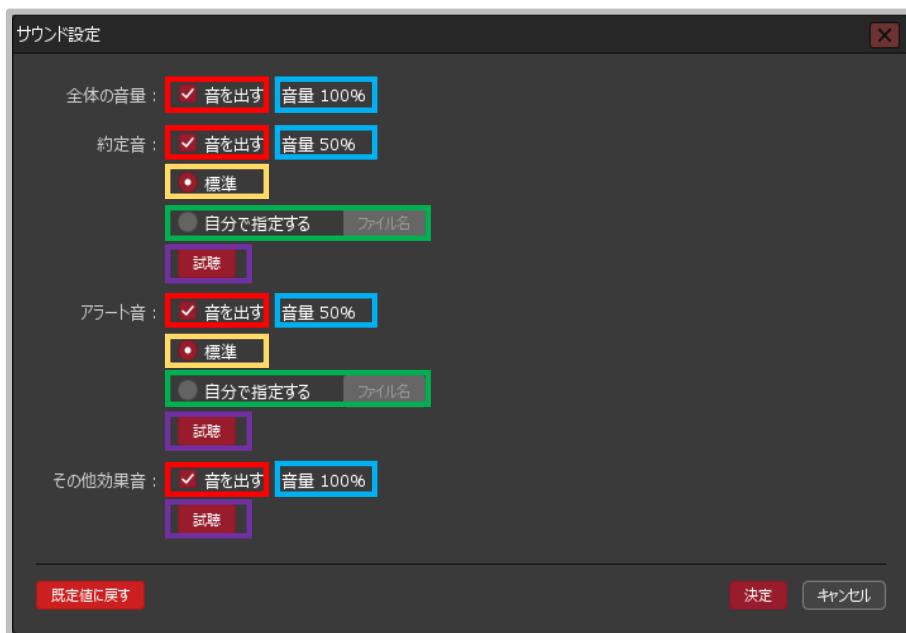 サウンド設定
全体の音量： 音を出す 音量 100%
約定音： 音を出す 音量 50%
標準
自分で指定する ファイル名
試聴
アラート音： 音を出す 音量 50%
標準
自分で指定する ファイル名
試聴
その他効果音： 音を出す 音量 100%
試聴
既定値に戻す 決定 キャンセル